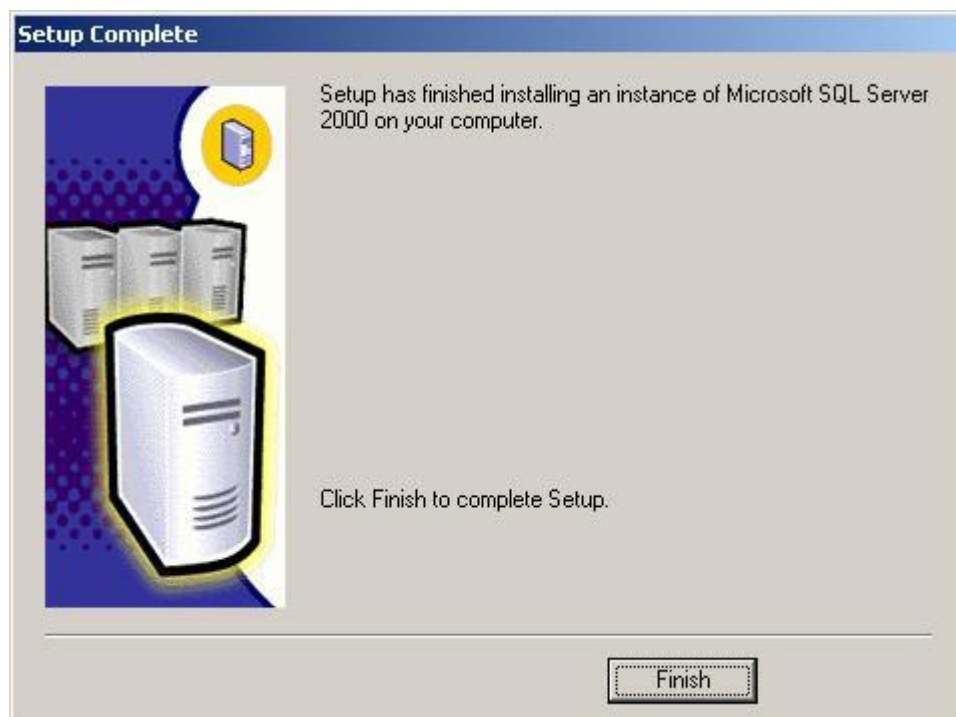 Setup Complete
Setup has finished installing an instance of Microsoft SQL Server
2000 on your computer.
Click Finish to complete Setup.
Finish